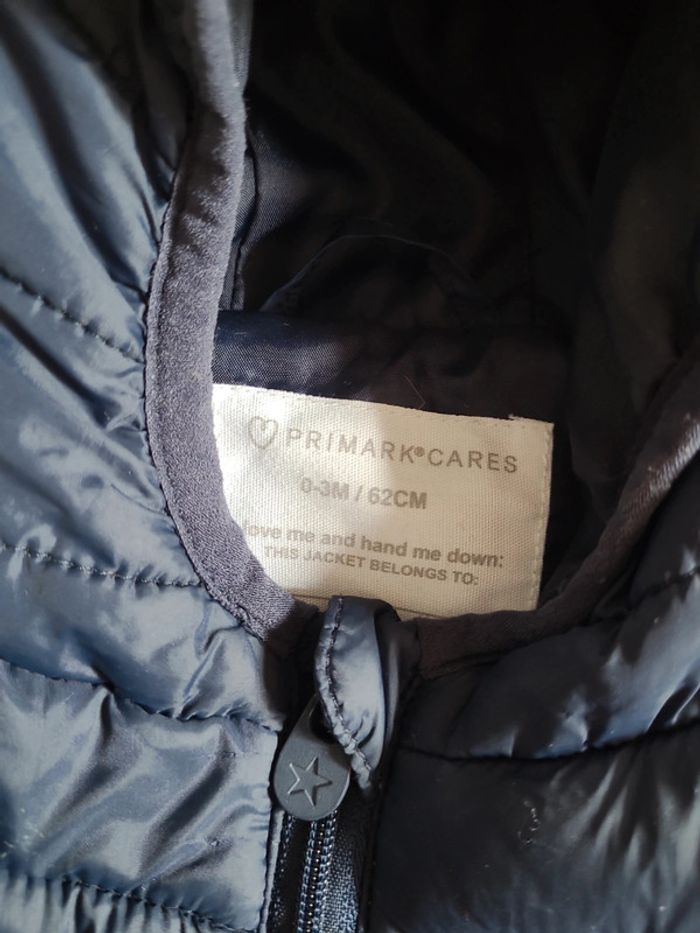 PRIMARK® CARES
0-3M / 62CM
love me and hand me down:
THIS JACKET BELONGS TO: